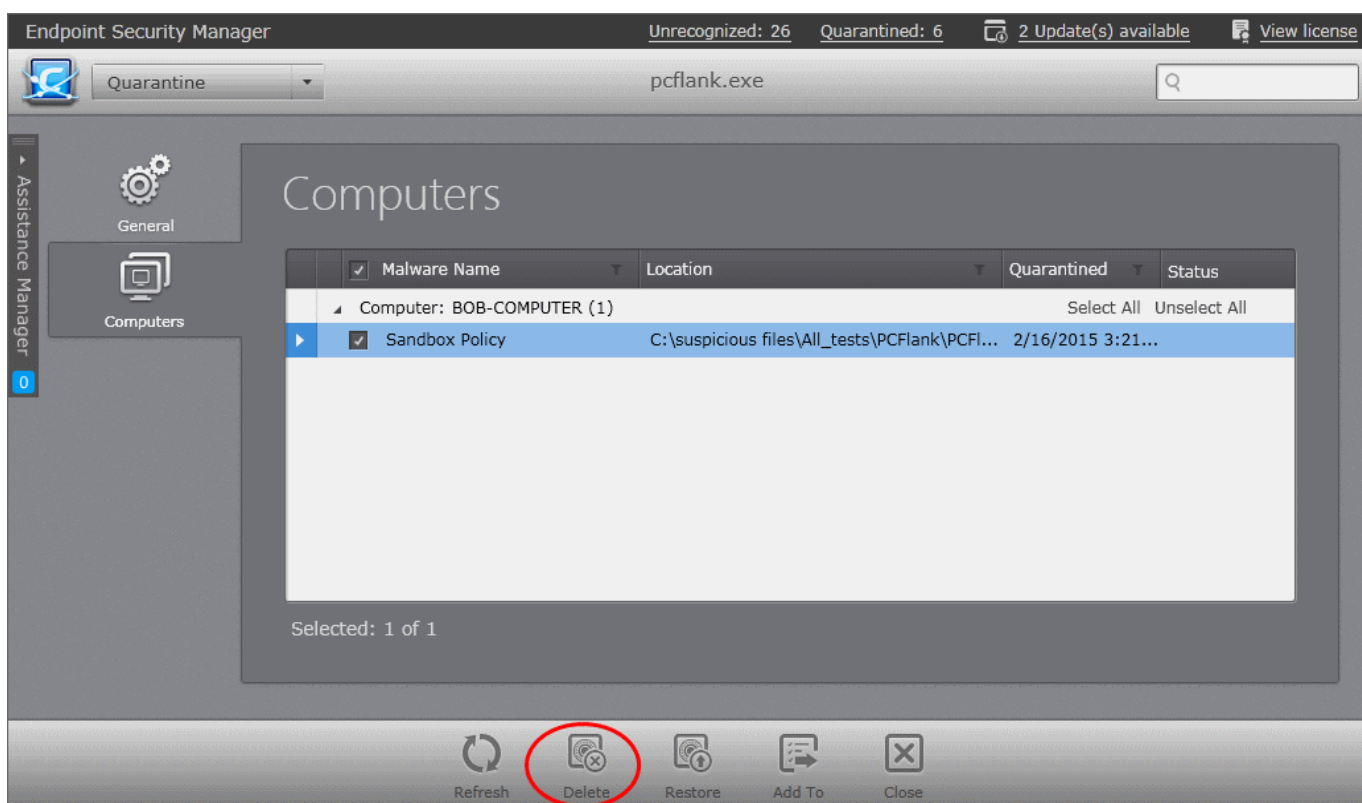 Endpoint Security Manager Unrecognized: 26 Quarantined: 6 2 Update(s) available View license
Quarantine pcflank.exe
Assistance Manager
0
General
Computers
Computers
Malware Name Location Quarantined Status
Computer: BOB-COMPUTER (1) Select All Unselect All
Sandbox Policy C:\suspicious files\All_tests\PCFlank\PCFl... 2/16/2015 3:21...
Selected: 1 of 1
Refresh Delete Restore Add To Close